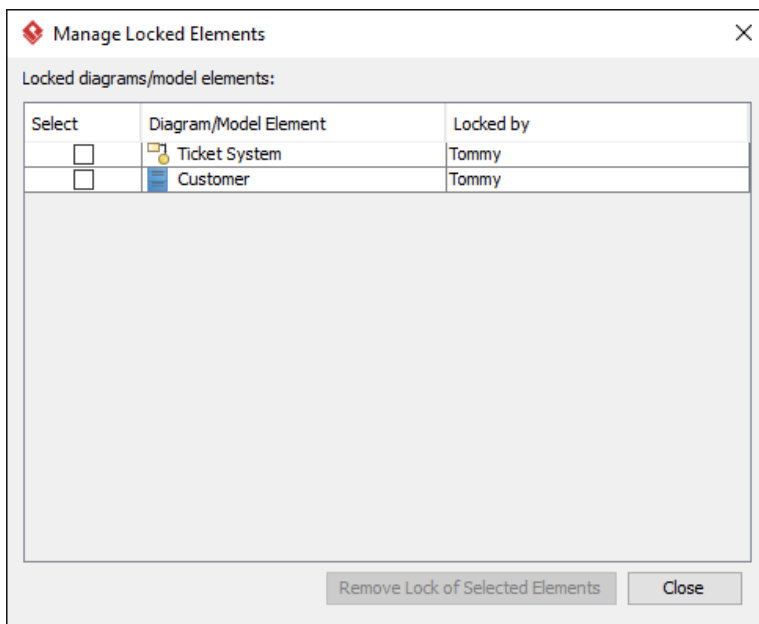 Manage Locked Elements
Locked diagrams/model elements:
Select Diagram/Model Element Locked by
Ticket System Tommy
Customer Tommy
Remove Lock of Selected Elements Close